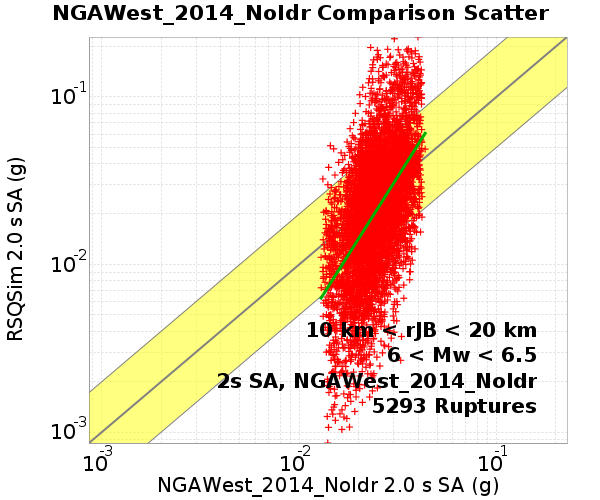 NGAWest_2014_NoIdr Comparison Scatter
10-1
10-2
10-3
RSQSim 2.0 s SA (g)
10 km < rJB < 20 km
6 < Mw < 6.5
2s SA, NGAWest_2014_NoIdr
5293 Ruptures
10-3 10-2 10-1
NGAWest_2014_NoIdr 2.0 s SA (g)